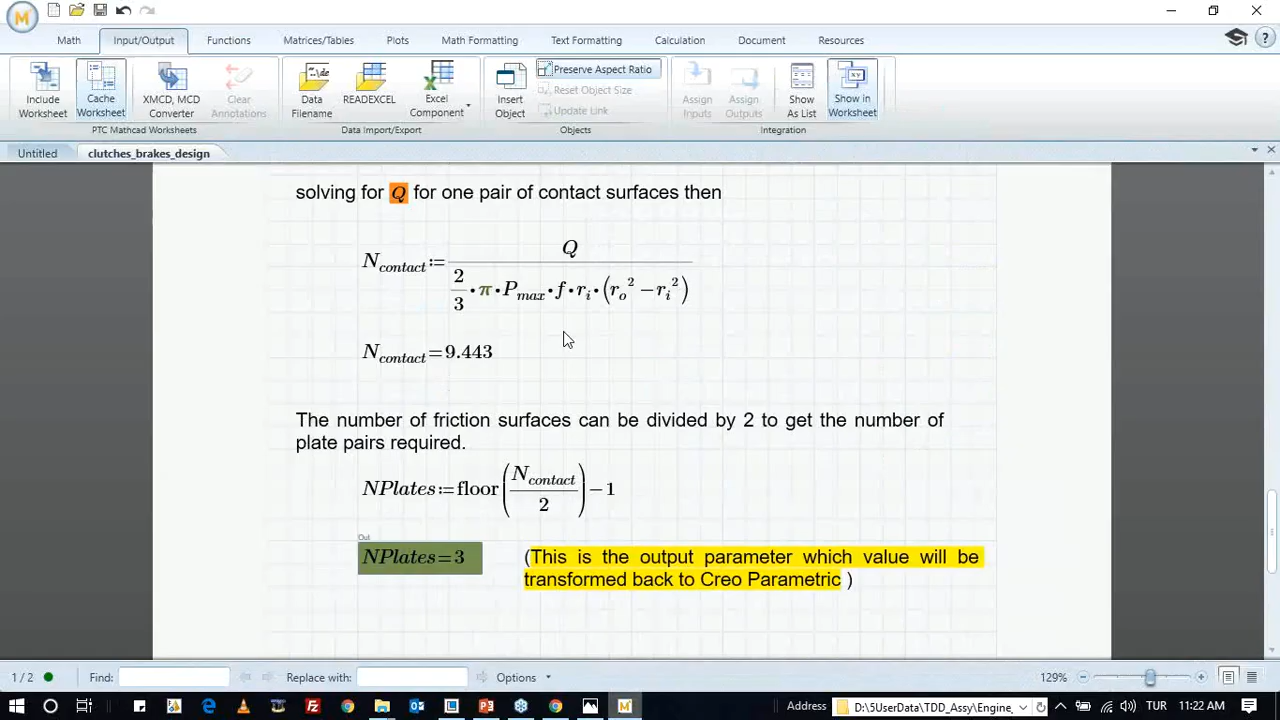 M
Math Input/Output Functions Matrices/Tables Plots Math Formatting Text Formatting Calculation Document Resources
Include Worksheet
Cache Worksheet
XMCD, MCD Converter
Clear Annotations
PTC Mathcad Worksheets
Data Filename
READEXCEL
Excel Component
Data Import/Export
Insert Object
Preserve Aspect Ratio
Reset Object Size
Update Link
Objects
Assign Inputs
Assign Outputs
Show As List
Show in Worksheet
Integration
Untitled clutches_brakes_design
solving for Q for one pair of contact surfaces then
N_contact := Q / (2/3 · π · P_max · f · r_i · (r_o² − r_i²))
N_contact = 9.443
The number of friction surfaces can be divided by 2 to get the number of
plate pairs required.
NPlates := floor(N_contact / 2) − 1
Out
NPlates = 3
(This is the output parameter which value will be
transformed back to Creo Parametric )
1 / 2 Find: Replace with: Options 129%
Address D:\5UserData\TDD_Assy\Engine_ TUR 11:22 AM